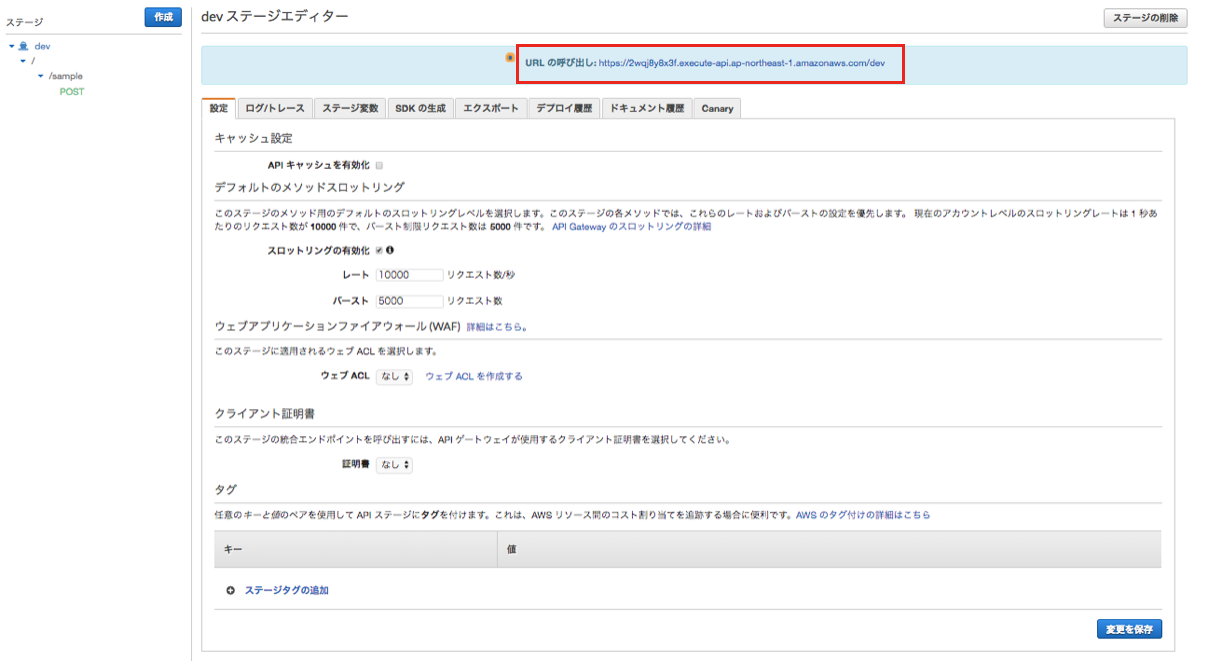 ステージ
作成
dev
/
/sample
POST
dev ステージエディター
ステージの削除
URL の呼び出し: https://2wqj8y8x3f.execute-api.ap-northeast-1.amazonaws.com/dev
設定 ログ/トレース ステージ変数 SDK の生成 エクスポート デプロイ履歴 ドキュメント履歴 Canary
キャッシュ設定
API キャッシュを有効化
デフォルトのメソッドスロットリング
このステージのメソッド用のデフォルトのスロットリングレベルを選択します。このステージの各メソッドでは、これらのレートおよびバーストの設定を優先します。 現在のアカウントレベルのスロットリングレートは 1 秒あ
たりのリクエスト数が 10000 件で、バースト制限リクエスト数は 5000 件です。 API Gateway のスロットリングの詳細
スロットリングの有効化
レート 10000 リクエスト数/秒
バースト 5000 リクエスト数
ウェブアプリケーションファイアウォール (WAF) 詳細はこちら。
このステージに適用されるウェブ ACL を選択します。
ウェブ ACL なし ウェブ ACL を作成する
クライアント証明書
このステージの統合エンドポイントを呼び出すには、API ゲートウェイが使用するクライアント証明書を選択してください。
証明書 なし
タグ
任意のキーと値のペアを使用して API ステージにタグを付けます。これは、AWS リソース間のコスト割り当てを追跡する場合に便利です。AWS のタグ付けの詳細はこちら
キー 値
ステージタグの追加
変更を保存